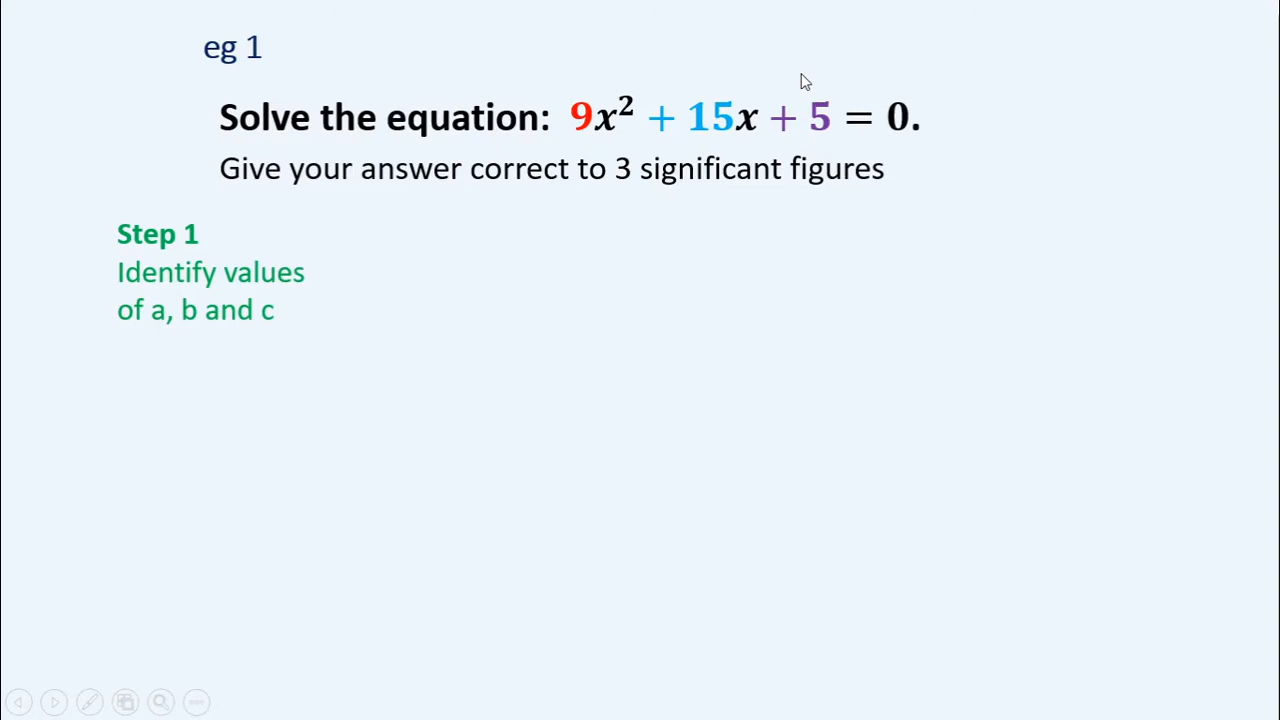 eg 1
Solve the equation: 9x² + 15x + 5 = 0.
Give your answer correct to 3 significant figures
Step 1
Identify values
of a, b and c